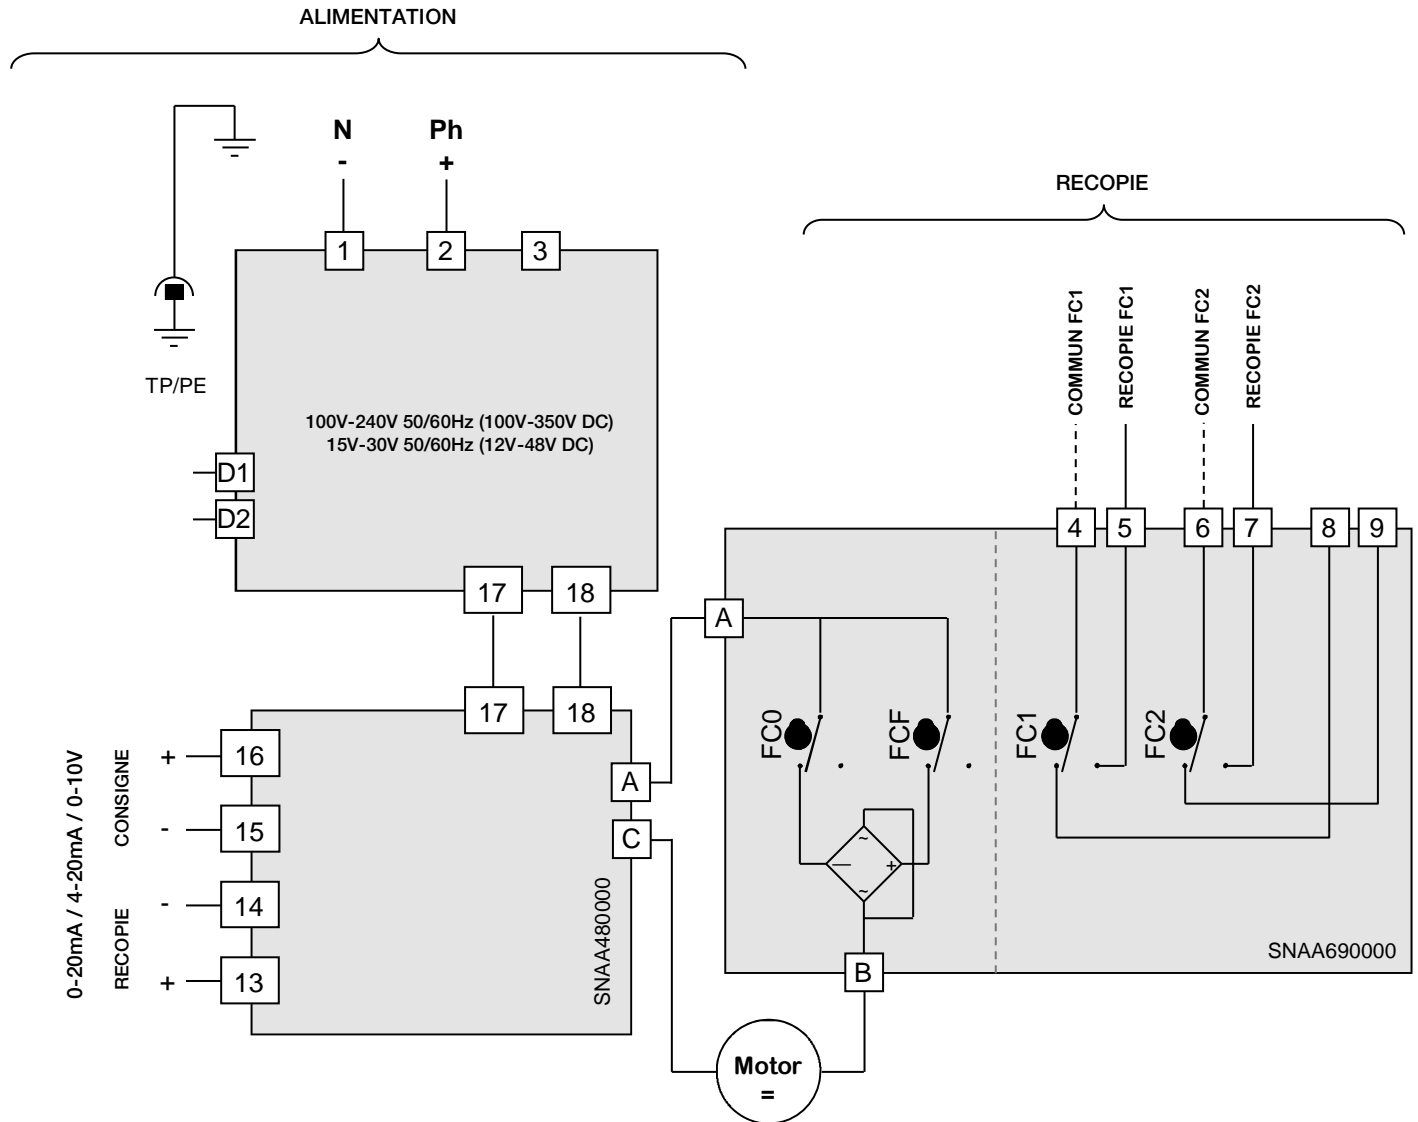 ALIMENTATION
N
Ph
-
+
1
2
3
TP/PE
100V-240V 50/60Hz (100V-350V DC)
15V-30V 50/60Hz (12V-48V DC)
D1
D2
17
18
17
18
0-20mA / 4-20mA / 0-10V
CONSIGNE
RECOPIE
+
16
-
15
-
14
+
13
A
C
SNAA480000
RECOPIE
COMMUN FC1
RECOPIE FC1
COMMUN FC2
RECOPIE FC2
4
5
6
7
8
9
A
FC0
FCF
FC1
FC2
~
—
+
~
SNAA690000
B
Motor
=